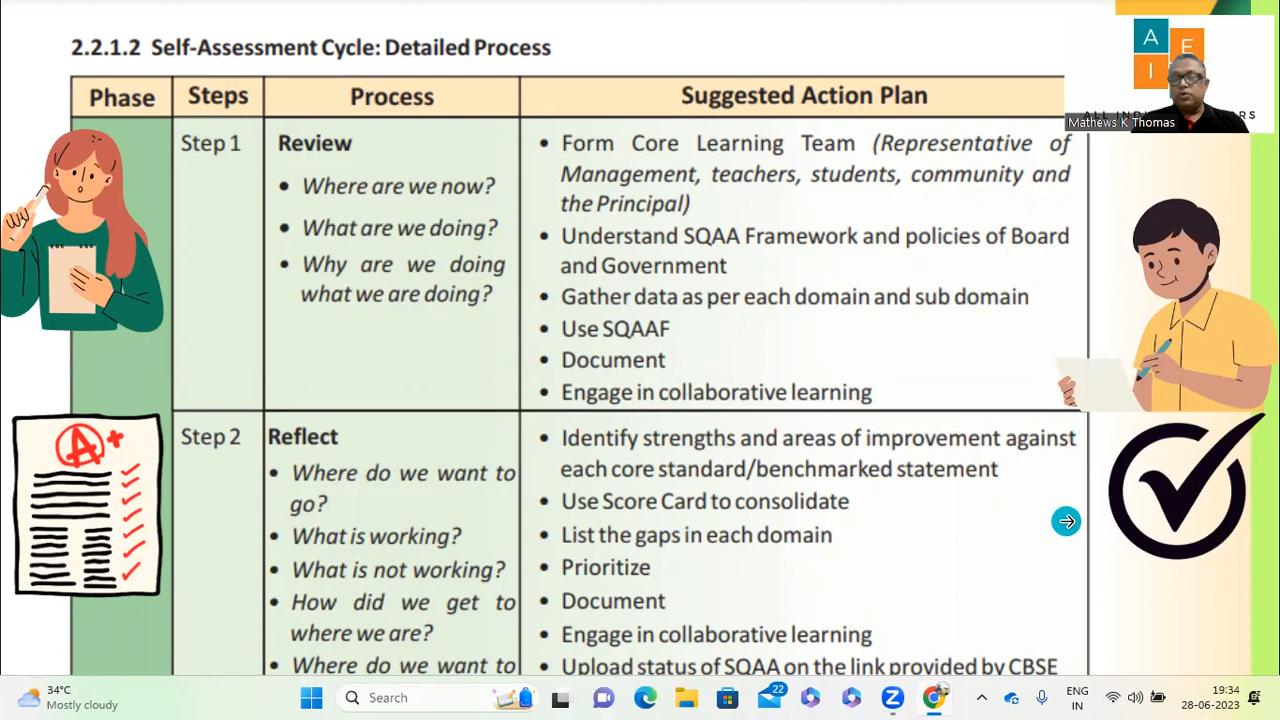 2.2.1.2 Self-Assessment Cycle: Detailed Process
Phase
Steps
Process
Suggested Action Plan
Step 1
Review
• Where are we now?
• What are we doing?
• Why are we doing
what we are doing?
• Form Core Learning Team (Representative of
Management, teachers, students, community and
the Principal)
• Understand SQAA Framework and policies of Board
and Government
• Gather data as per each domain and sub domain
• Use SQAAF
• Document
• Engage in collaborative learning
Step 2
Reflect
• Where do we want to
go?
• What is working?
• What is not working?
• How did we get to
where we are?
• Where do we want to
• Identify strengths and areas of improvement against
each core standard/benchmarked statement
• Use Score Card to consolidate
• List the gaps in each domain
• Prioritize
• Document
• Engage in collaborative learning
• Upload status of SQAA on the link provided by CBSE
A E
I
Mathews K Thomas
A+
34°C
Mostly cloudy
Search
22
ENG
IN
19:34
28-06-2023